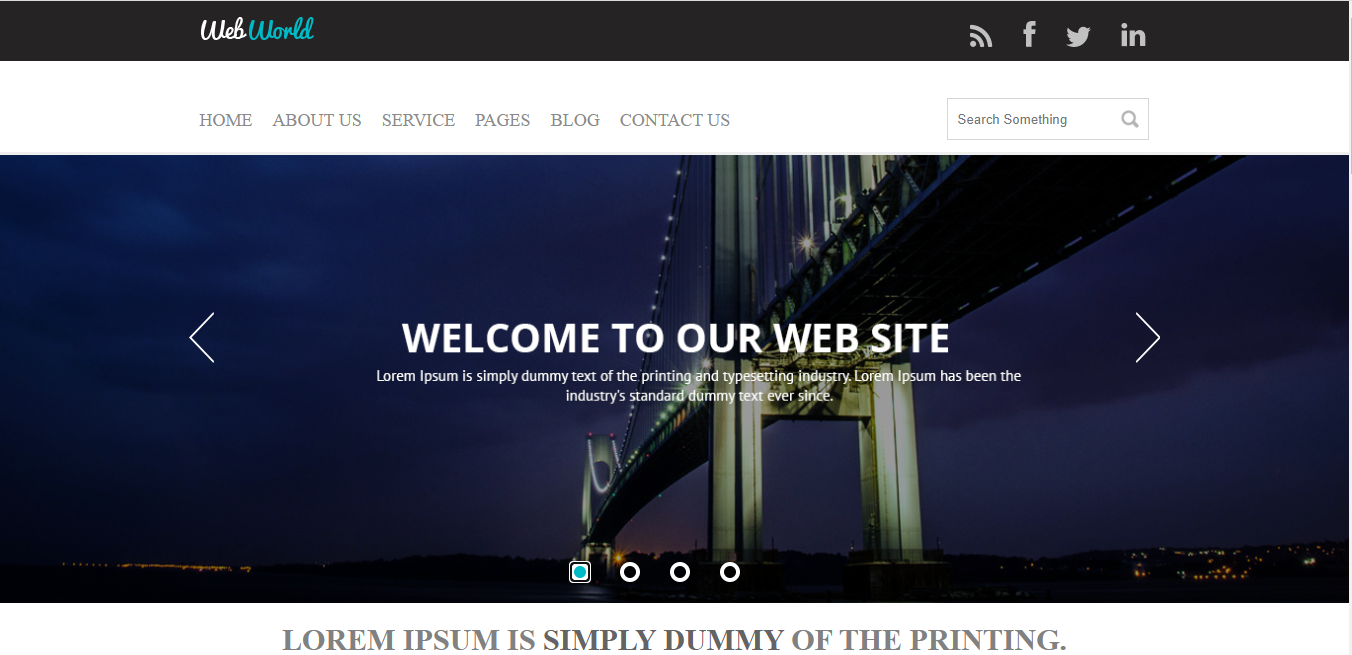 Web World
HOME ABOUT US SERVICE PAGES BLOG CONTACT US
Search Something
WELCOME TO OUR WEB SITE
Lorem Ipsum is simply dummy text of the printing and typesetting industry. Lorem Ipsum has been the
industry's standard dummy text ever since.
LOREM IPSUM IS SIMPLY DUMMY OF THE PRINTING.